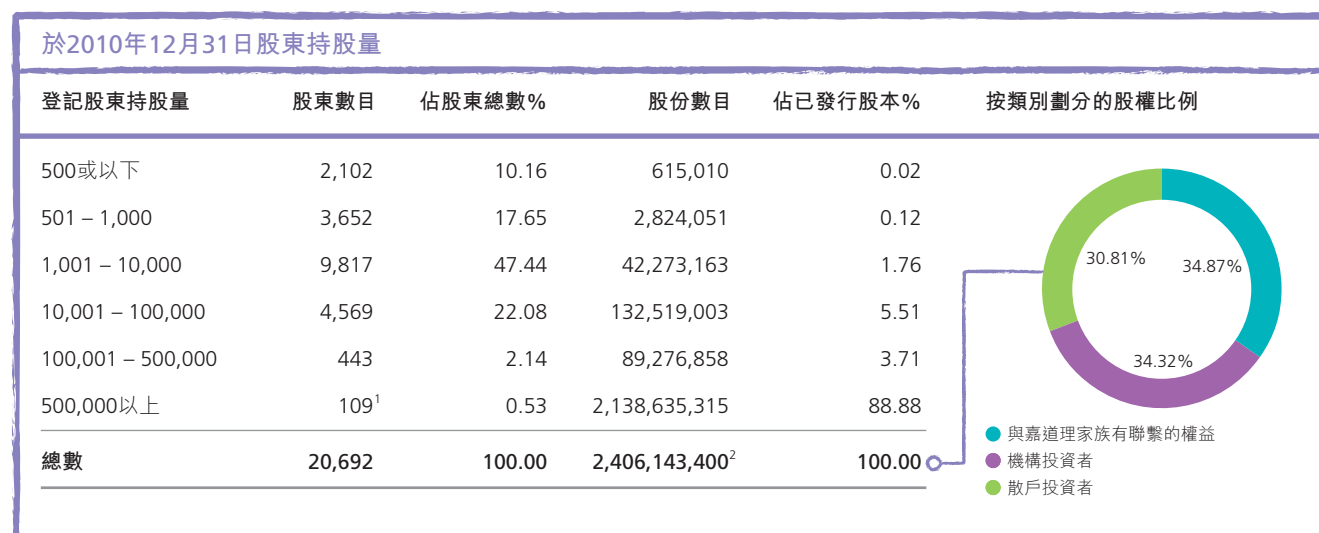 於2010年12月31日股東持股量
登記股東持股量 股東數目 佔股東總數% 股份數目 佔已發行股本% 按類別劃分的股權比例
500或以下 2,102 10.16 615,010 0.02
501 – 1,000 3,652 17.65 2,824,051 0.12
1,001 – 10,000 9,817 47.44 42,273,163 1.76
10,001 – 100,000 4,569 22.08 132,519,003 5.51
100,001 – 500,000 443 2.14 89,276,858 3.71
500,000以上 109¹ 0.53 2,138,635,315 88.88
總數 20,692 100.00 2,406,143,400² 100.00
30.81% 34.87%
34.32%
與嘉道理家族有聯繫的權益
機構投資者
散戶投資者